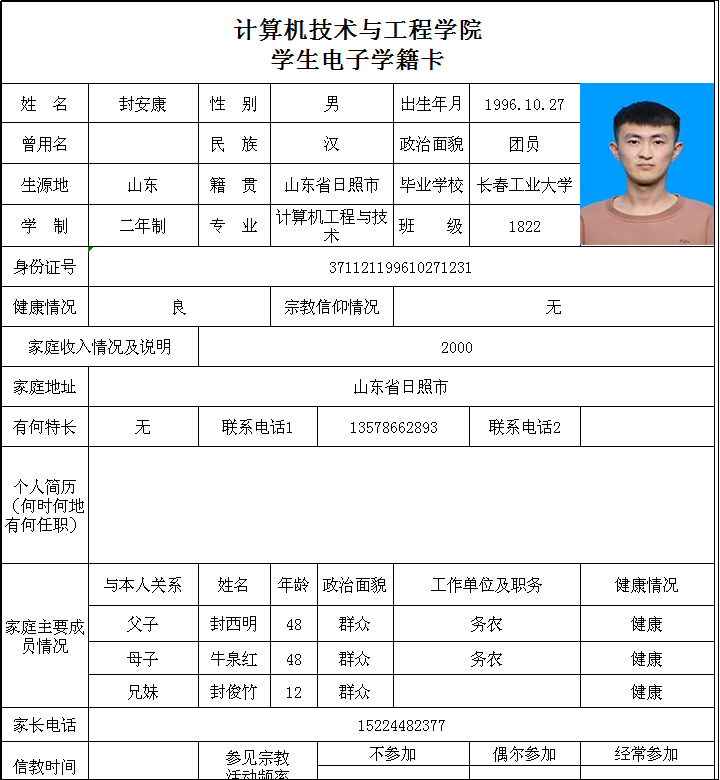 计算机技术与工程学院
学生电子学籍卡
姓 名 封安康 性 别 男 出生年月 1996.10.27
曾用名 民 族 汉 政治面貌 团员
生源地 山东 籍 贯 山东省日照市 毕业学校 长春工业大学
学 制 二年制 专 业 计算机工程与技术 班 级 1822
身份证号 371121199610271231
健康情况 良 宗教信仰情况 无
家庭收入情况及说明 2000
家庭地址 山东省日照市
有何特长 无 联系电话1 13578662893 联系电话2
个人简历
（何时何地
有何任职）
家庭主要成员情况
与本人关系 姓名 年龄 政治面貌 工作单位及职务 健康情况
父子 封西明 48 群众 务农 健康
母子 牛泉红 48 群众 务农 健康
兄妹 封俊竹 12 群众 健康
家长电话 15224482377
信教时间 参见宗教活动频率 不参加 偶尔参加 经常参加